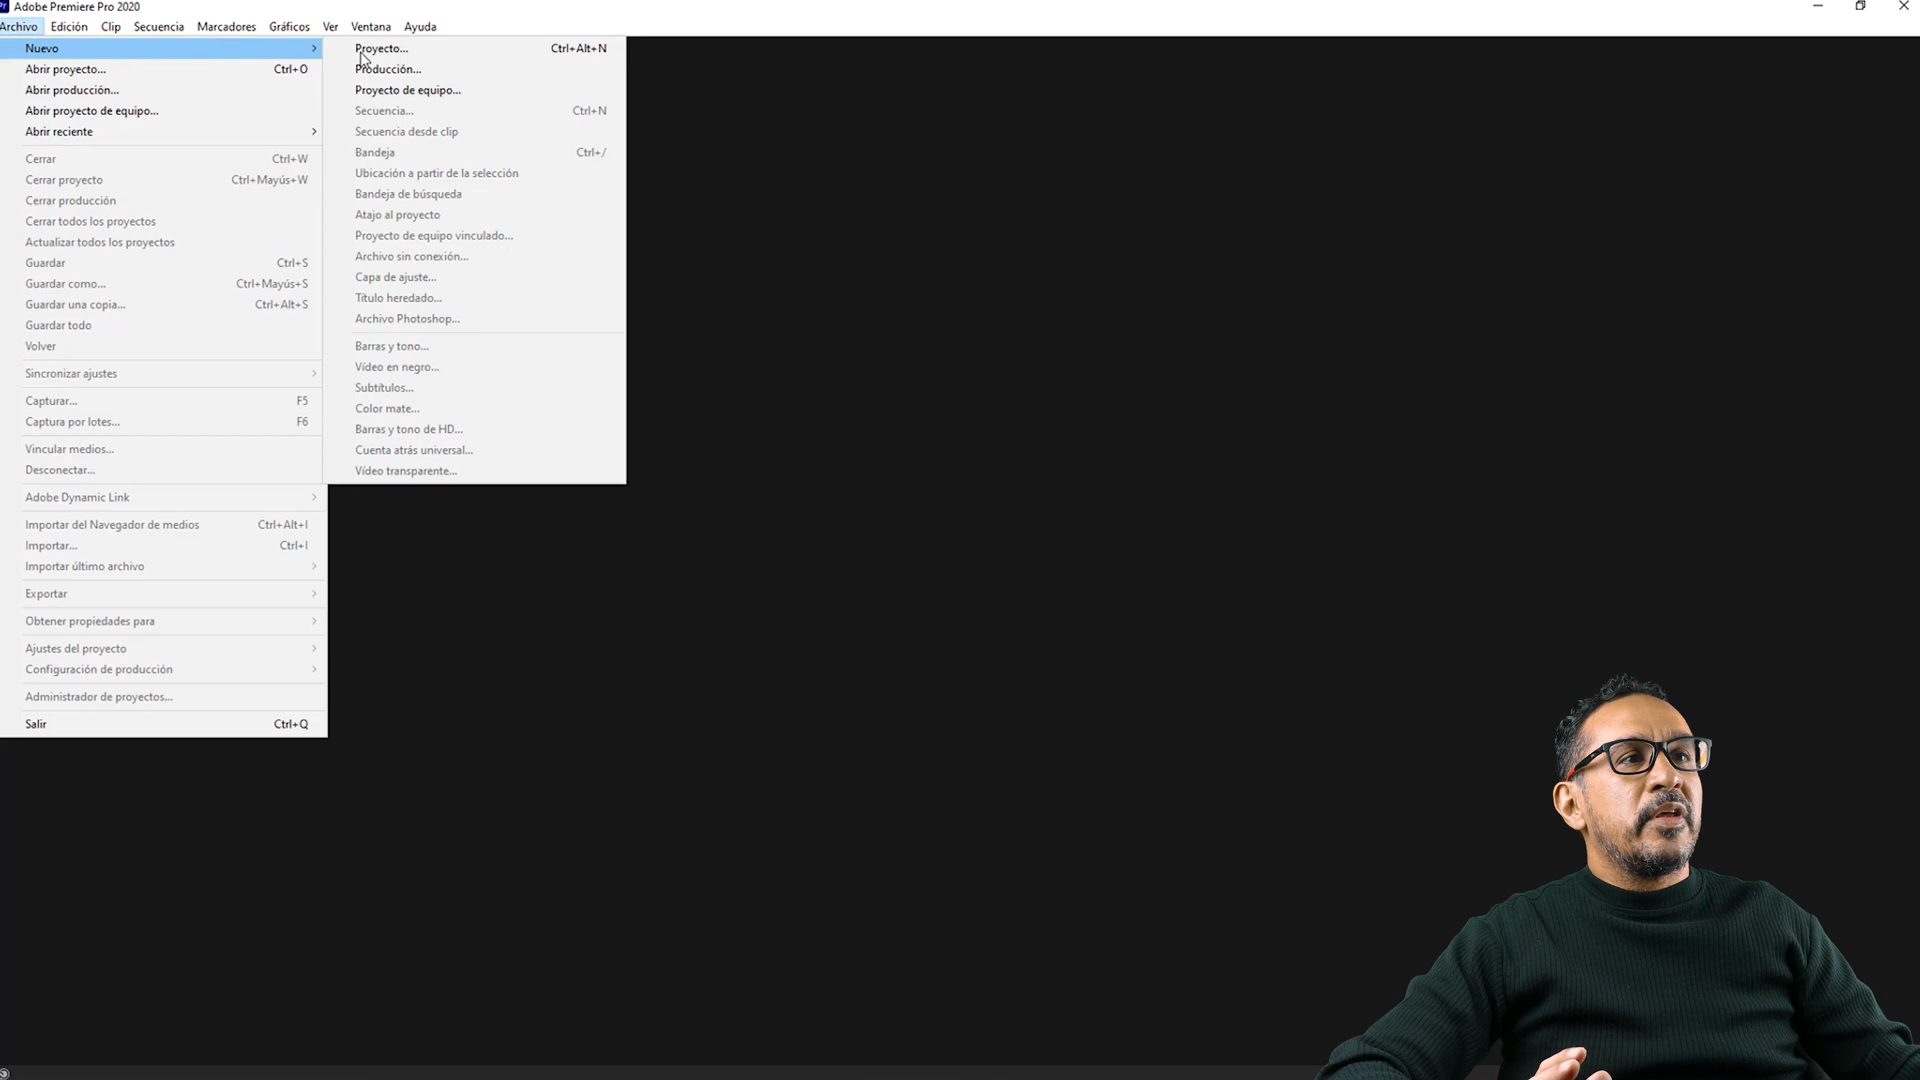 Adobe Premiere Pro 2020
Archivo Edición Clip Secuencia Marcadores Gráficos Ver Ventana Ayuda
Nuevo
Abrir proyecto... Ctrl+O
Abrir producción...
Abrir proyecto de equipo...
Abrir reciente
Cerrar Ctrl+W
Cerrar proyecto Ctrl+Mayús+W
Cerrar producción
Cerrar todos los proyectos
Actualizar todos los proyectos
Guardar Ctrl+S
Guardar como... Ctrl+Mayús+S
Guardar una copia... Ctrl+Alt+S
Guardar todo
Volver
Sincronizar ajustes
Capturar... F5
Captura por lotes... F6
Vincular medios...
Desconectar...
Adobe Dynamic Link
Importar del Navegador de medios Ctrl+Alt+I
Importar... Ctrl+I
Importar último archivo
Exportar
Obtener propiedades para
Ajustes del proyecto
Configuración de producción
Administrador de proyectos...
Salir Ctrl+Q
Proyecto... Ctrl+Alt+N
Producción...
Proyecto de equipo...
Secuencia... Ctrl+N
Secuencia desde clip
Bandeja Ctrl+/
Ubicación a partir de la selección
Bandeja de búsqueda
Atajo al proyecto
Proyecto de equipo vinculado...
Archivo sin conexión...
Capa de ajuste...
Título heredado...
Archivo Photoshop...
Barras y tono...
Vídeo en negro...
Subtítulos...
Color mate...
Barras y tono de HD...
Cuenta atrás universal...
Vídeo transparente...